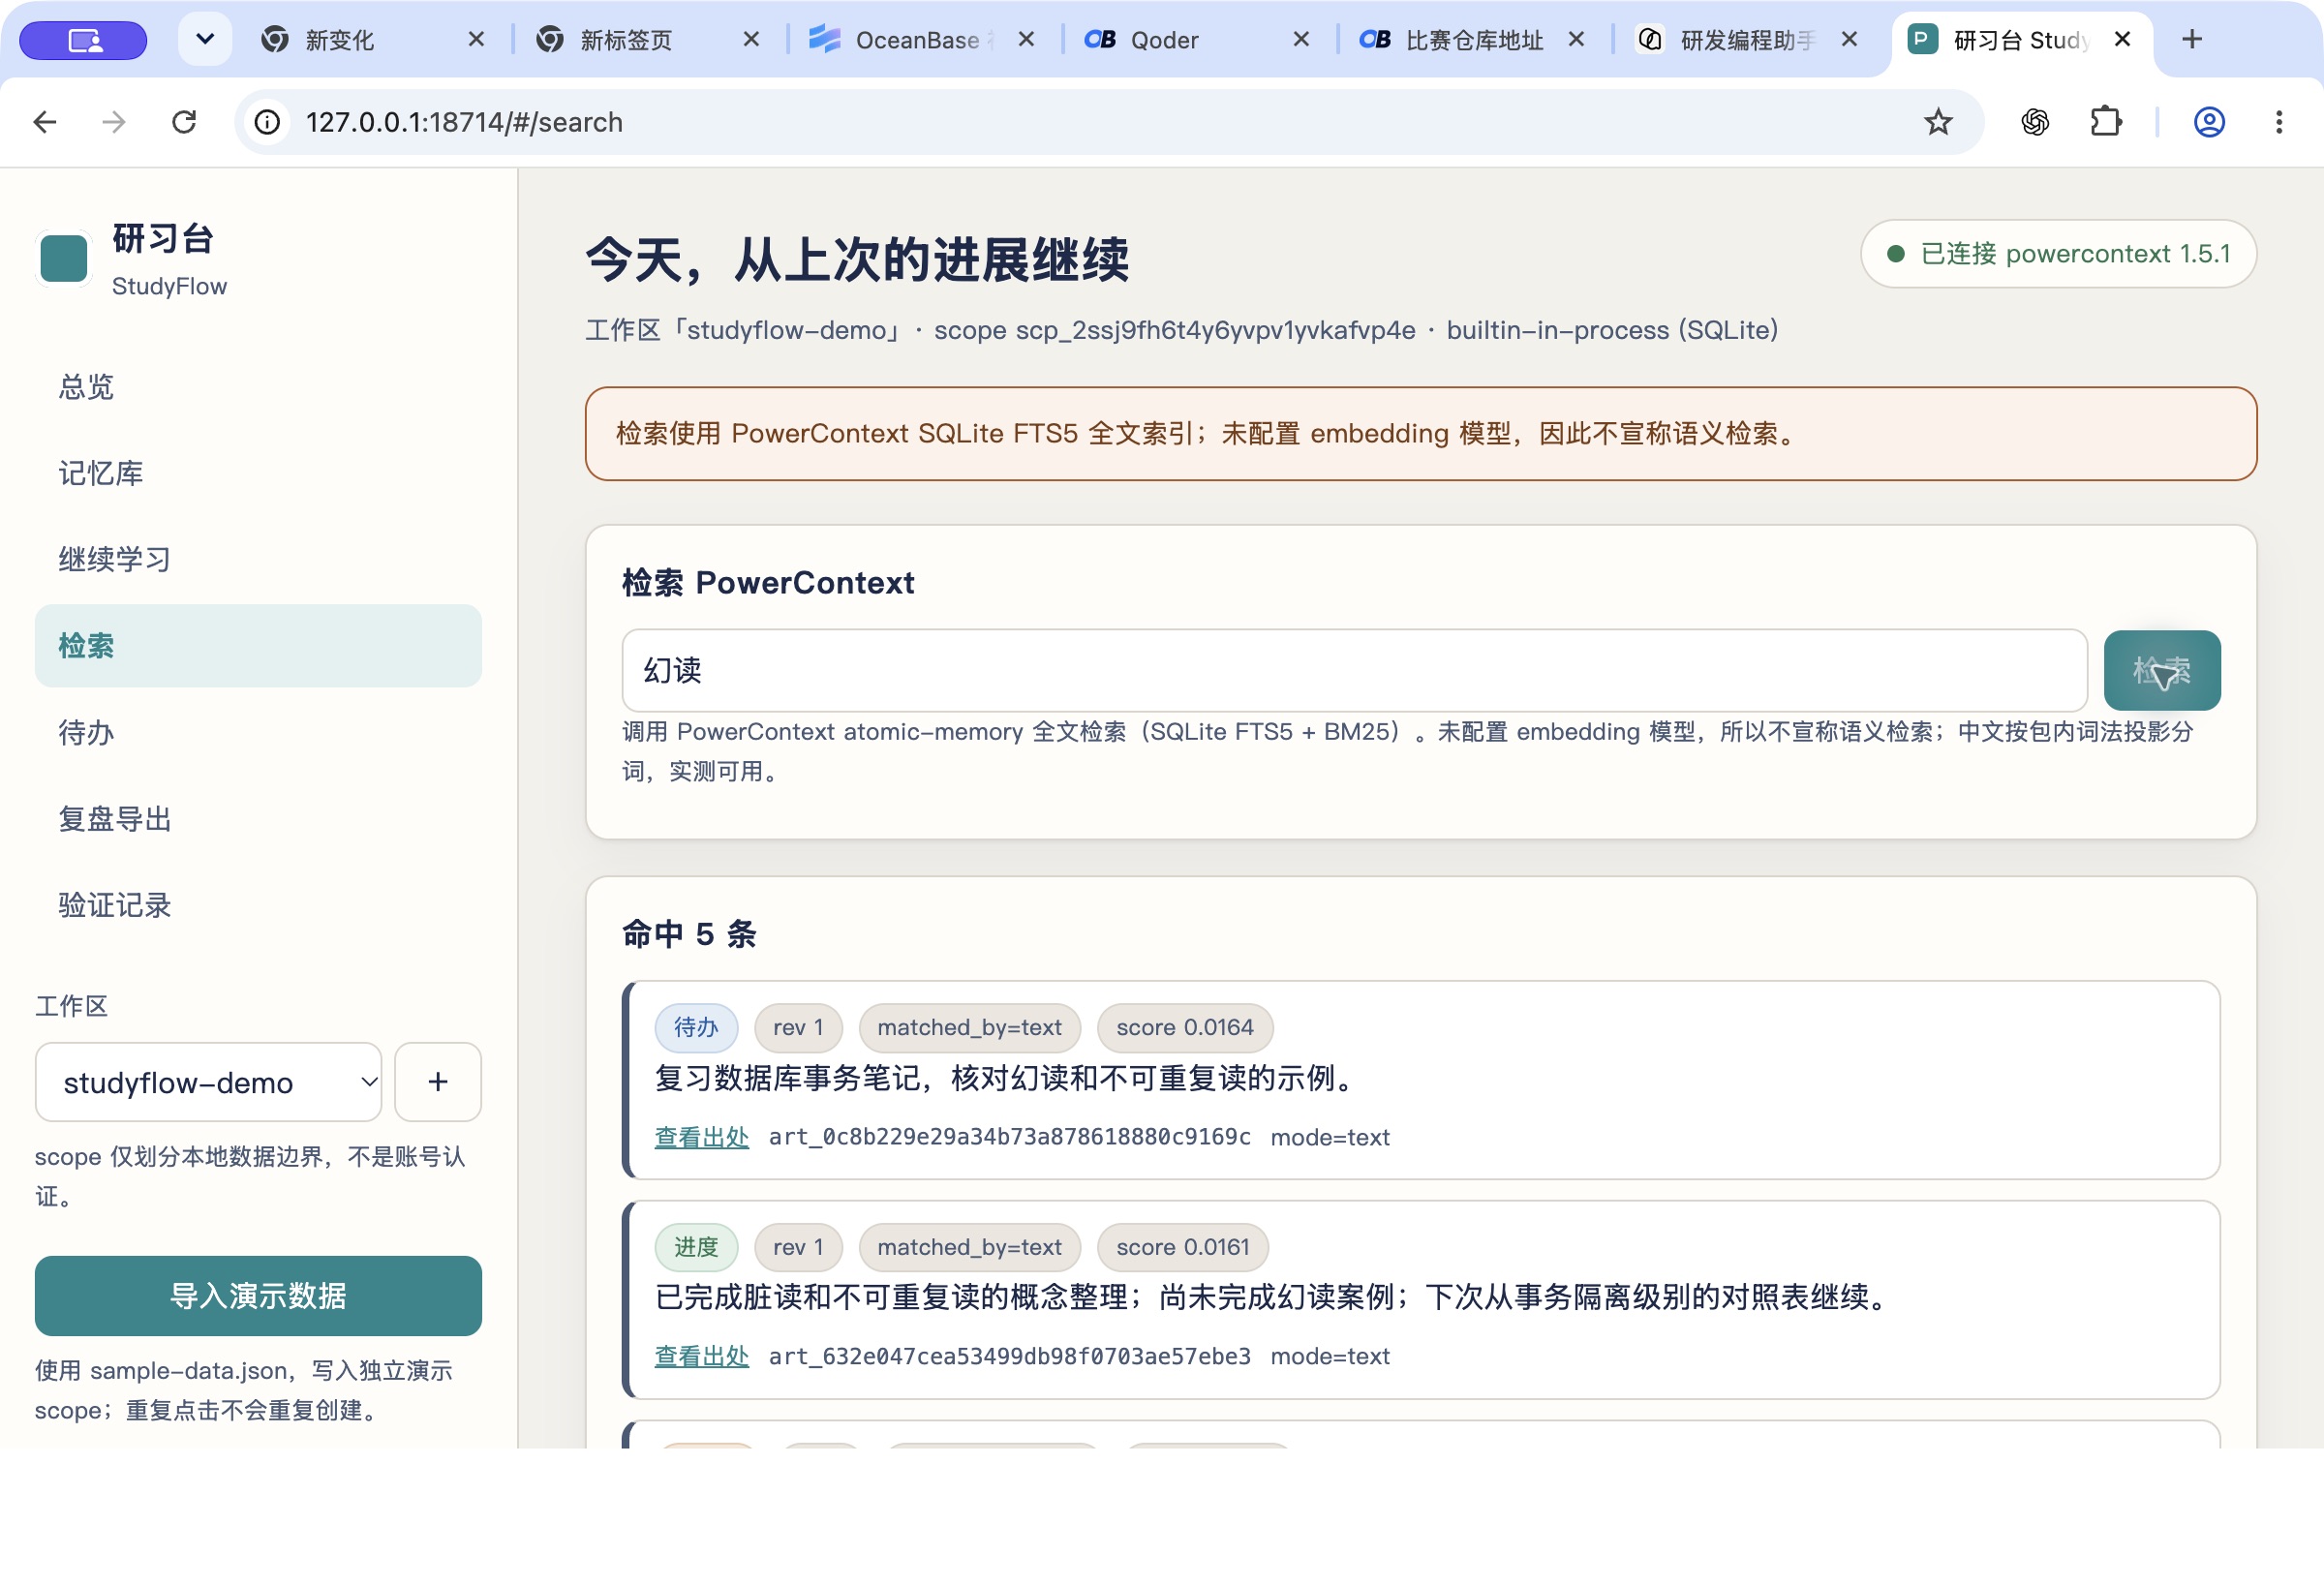 新变化
新标签页
OceanBase
Qoder
比赛仓库地址
研发编程助手
研习台 Study
127.0.0.1:18714/#/search
研习台
StudyFlow
总览
记忆库
继续学习
检索
待办
复盘导出
验证记录
工作区
studyflow-demo
+
scope 仅划分本地数据边界，不是账号认
证。
导入演示数据
使用 sample-data.json，写入独立演示
scope；重复点击不会重复创建。
今天，从上次的进展继续
已连接 powercontext 1.5.1
工作区「studyflow-demo」 · scope scp_2ssj9fh6t4y6yvpv1yvkafvp4e · builtin-in-process (SQLite)
检索使用 PowerContext SQLite FTS5 全文索引；未配置 embedding 模型，因此不宣称语义检索。
检索 PowerContext
幻读
检索
调用 PowerContext atomic-memory 全文检索（SQLite FTS5 + BM25）。未配置 embedding 模型，所以不宣称语义检索；中文按包内词法投影分
词，实测可用。
命中 5 条
待办 rev 1 matched_by=text score 0.0164
复习数据库事务笔记，核对幻读和不可重复读的示例。
查看出处 art_0c8b229e29a34b73a878618880c9169c mode=text
进度 rev 1 matched_by=text score 0.0161
已完成脏读和不可重复读的概念整理；尚未完成幻读案例；下次从事务隔离级别的对照表继续。
查看出处 art_632e047cea53499db98f0703ae57ebe3 mode=text